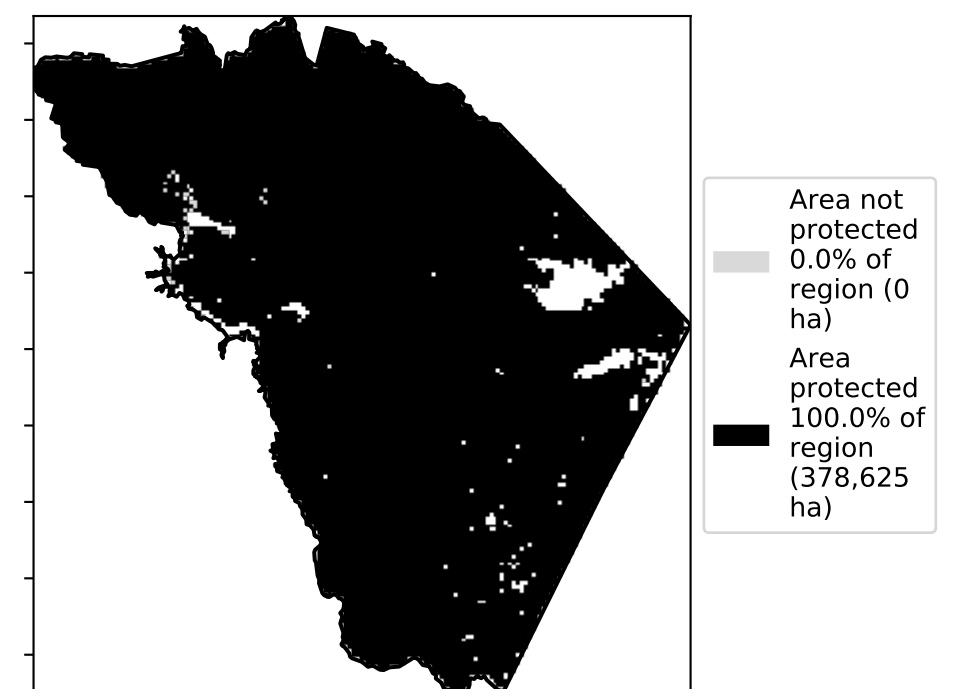 Area not
protected
0.0% of
region (0
ha)
Area
protected
100.0% of
region
(378,625
ha)